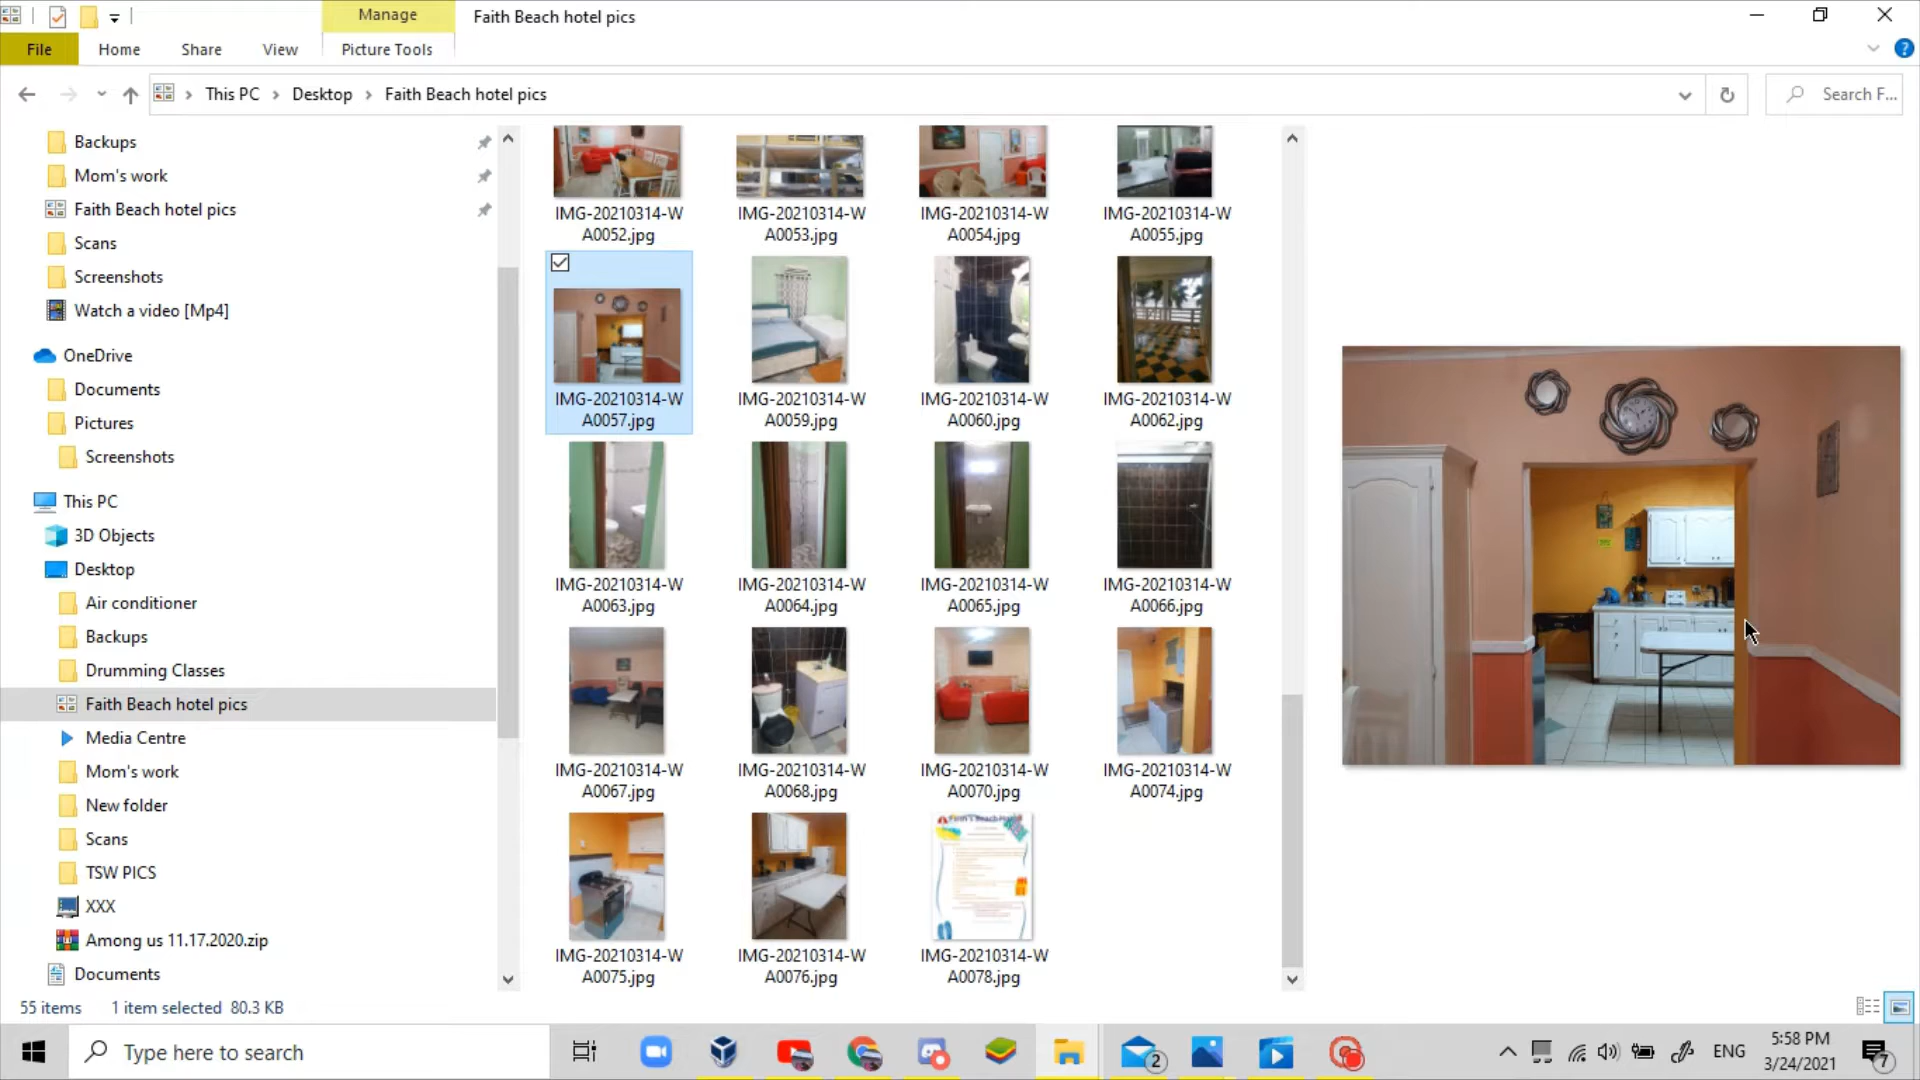 Manage
Faith Beach hotel pics
File
Home
Share
View
Picture Tools
This PC
Desktop
Faith Beach hotel pics
Search F...
Backups
Mom's work
Faith Beach hotel pics
Scans
Screenshots
Watch a video [Mp4]
OneDrive
Documents
Pictures
Screenshots
This PC
3D Objects
Desktop
Air conditioner
Backups
Drumming Classes
Faith Beach hotel pics
Media Centre
Mom's work
New folder
Scans
TSW PICS
XXX
Among us 11.17.2020.zip
Documents
IMG-20210314-W
A0052.jpg
IMG-20210314-W
A0053.jpg
IMG-20210314-W
A0054.jpg
IMG-20210314-W
A0055.jpg
IMG-20210314-W
A0057.jpg
IMG-20210314-W
A0059.jpg
IMG-20210314-W
A0060.jpg
IMG-20210314-W
A0062.jpg
IMG-20210314-W
A0063.jpg
IMG-20210314-W
A0064.jpg
IMG-20210314-W
A0065.jpg
IMG-20210314-W
A0066.jpg
IMG-20210314-W
A0067.jpg
IMG-20210314-W
A0068.jpg
IMG-20210314-W
A0070.jpg
IMG-20210314-W
A0074.jpg
IMG-20210314-W
A0075.jpg
IMG-20210314-W
A0076.jpg
IMG-20210314-W
A0078.jpg
55 items
1 item selected 80.3 KB
Type here to search
2
ENG
5:58 PM
3/24/2021
7